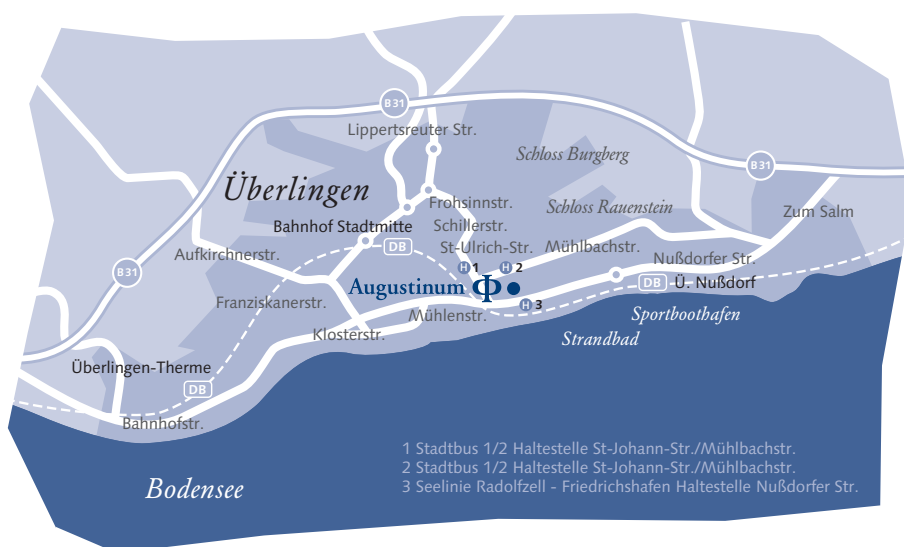 B31
Lippertsreuter Str.
Schloss Burgberg
B31
Überlingen
Frohsinnstr.
Schloss Rauenstein
Zum Salm
Bahnhof Stadtmitte
Schillerstr.
DB
St-Ulrich-Str.
Mühlbachstr.
Aufkirchnerstr.
Nußdorfer Str.
B31
H 1
H 2
Augustinum Φ
DB
Ü. Nußdorf
Franziskanerstr.
H 3
Mühlenstr.
Sportboothafen
Klosterstr.
Strandbad
Überlingen-Therme
DB
Bahnhofstr.
1 Stadtbus 1/2 Haltestelle St-Johann-Str./Mühlbachstr.
2 Stadtbus 1/2 Haltestelle St-Johann-Str./Mühlbachstr.
3 Seelinie Radolfzell - Friedrichshafen Haltestelle Nußdorfer Str.
Bodensee